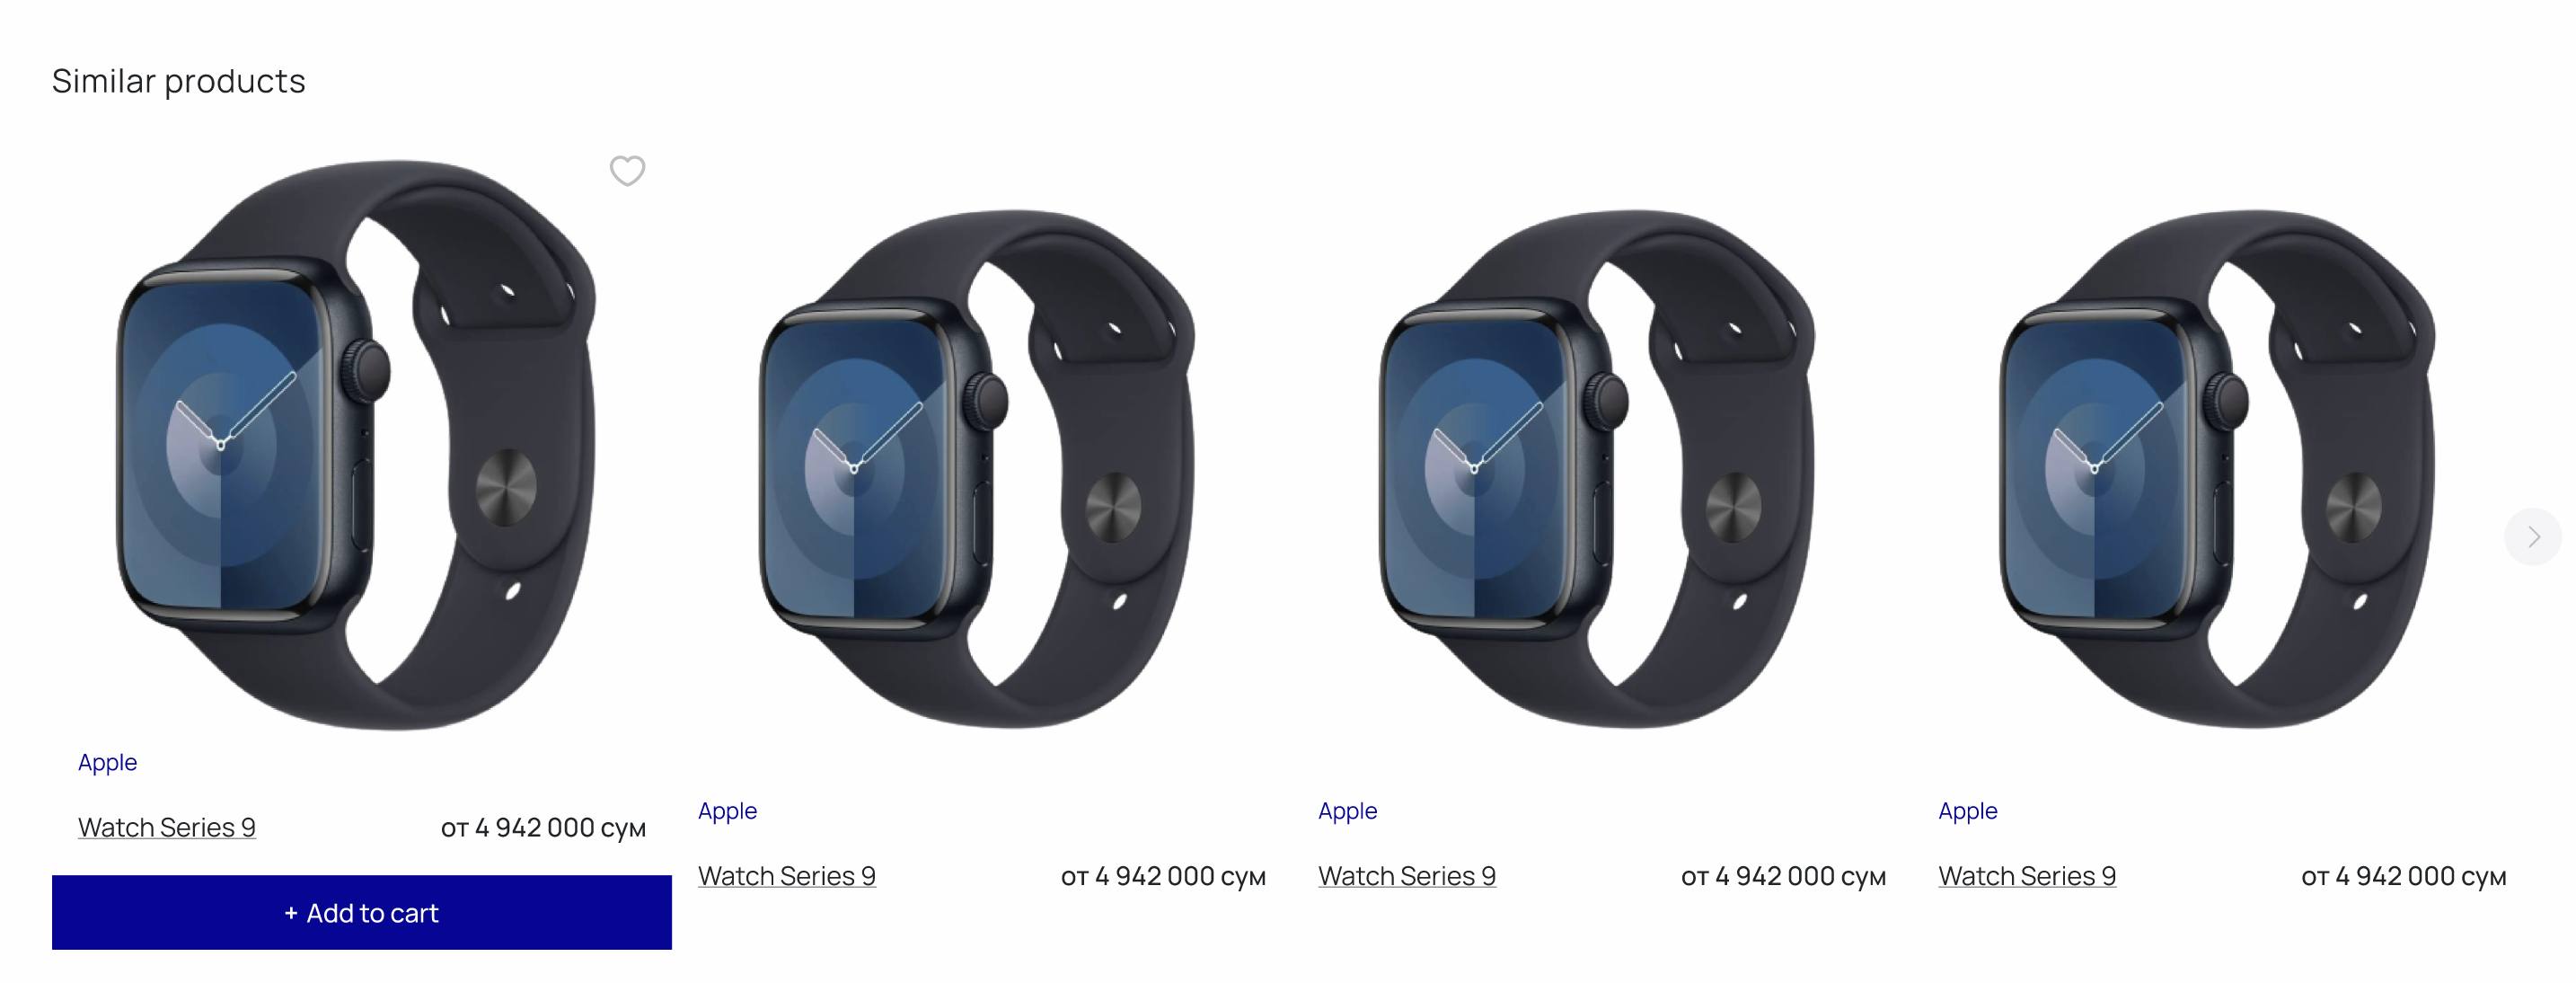 Similar products
Apple
Watch Series 9 от 4 942 000 сум
+ Add to cart
Apple
Watch Series 9 от 4 942 000 сум
Apple
Watch Series 9 от 4 942 000 сум
Apple
Watch Series 9 от 4 942 000 сум